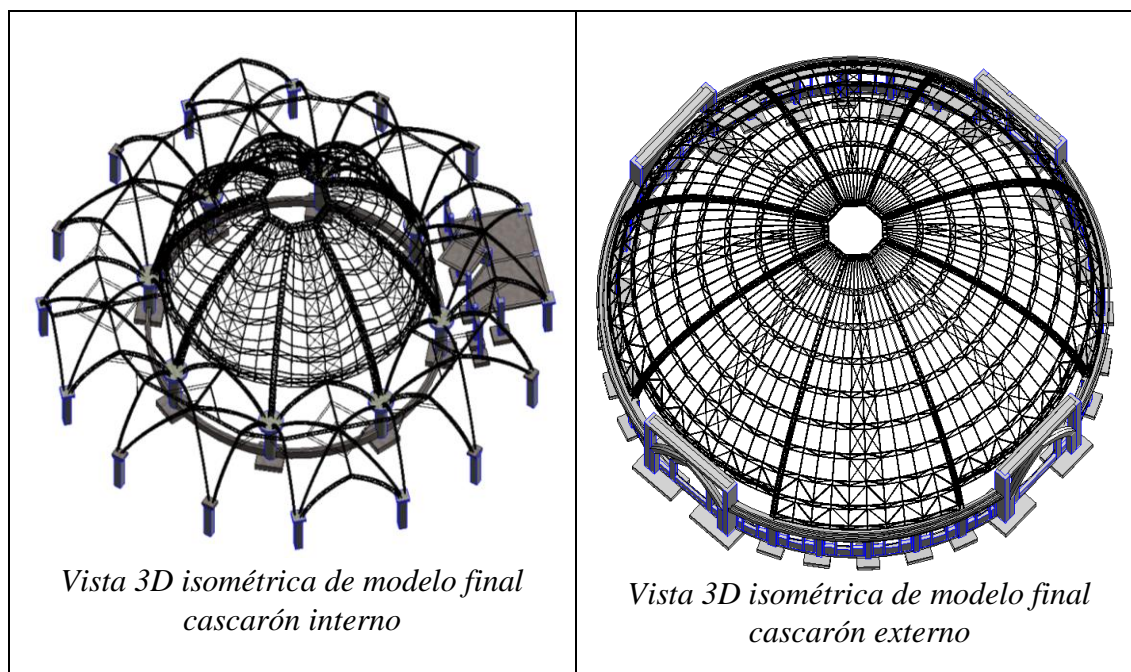 Vista 3D isométrica de modelo final
cascarón interno
Vista 3D isométrica de modelo final
cascarón externo